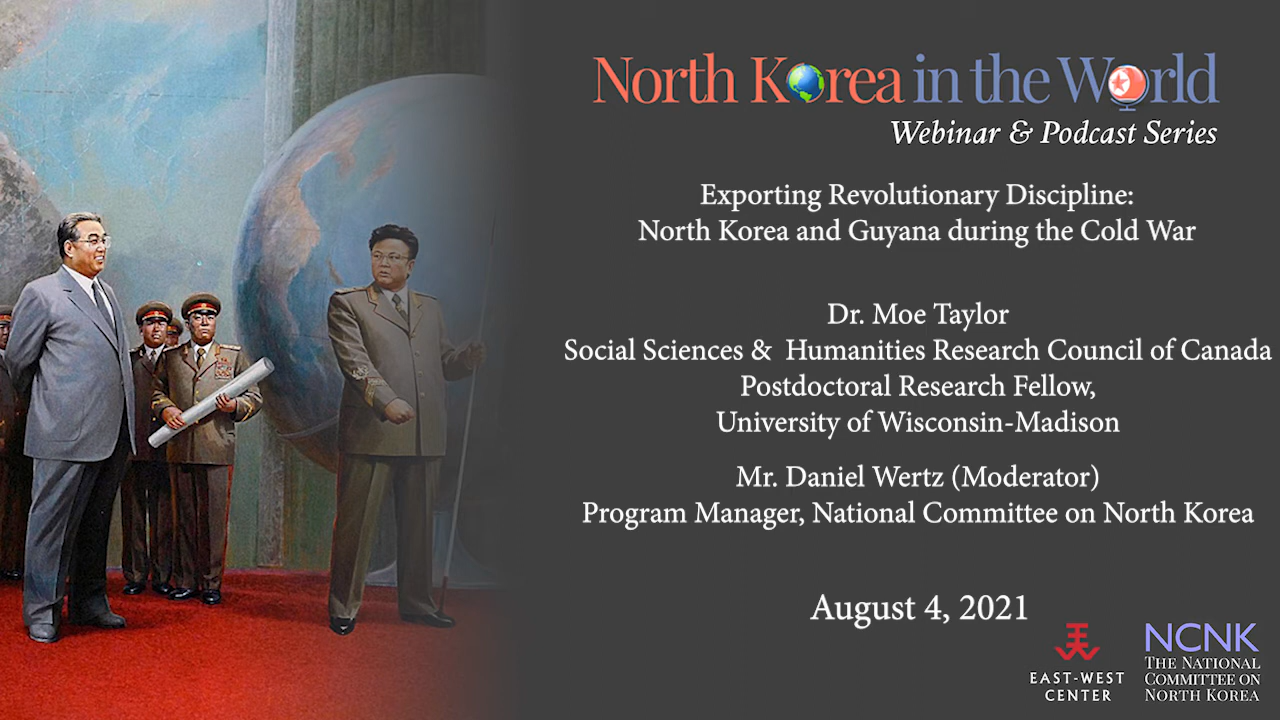 North Korea in the World
Webinar & Podcast Series
Exporting Revolutionary Discipline:
North Korea and Guyana during the Cold War
Dr. Moe Taylor
Social Sciences & Humanities Research Council of Canada
Postdoctoral Research Fellow,
University of Wisconsin-Madison
Mr. Daniel Wertz (Moderator)
Program Manager, National Committee on North Korea
August 4, 2021
EAST-WEST
CENTER
NCNK
THE NATIONAL
COMMITTEE ON
NORTH KOREA